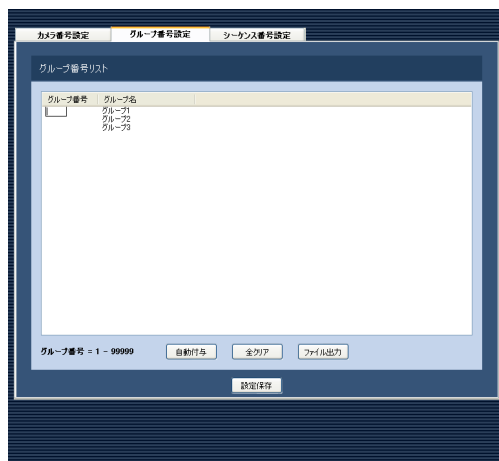 カメラ番号設定 グループ番号設定 シーケンス番号設定
グループ番号リスト
グループ番号 グループ名
グループ1
グループ2
グループ3
グループ番号 = 1 - 99999 自動付与 全クリア ファイル出力
設定保存